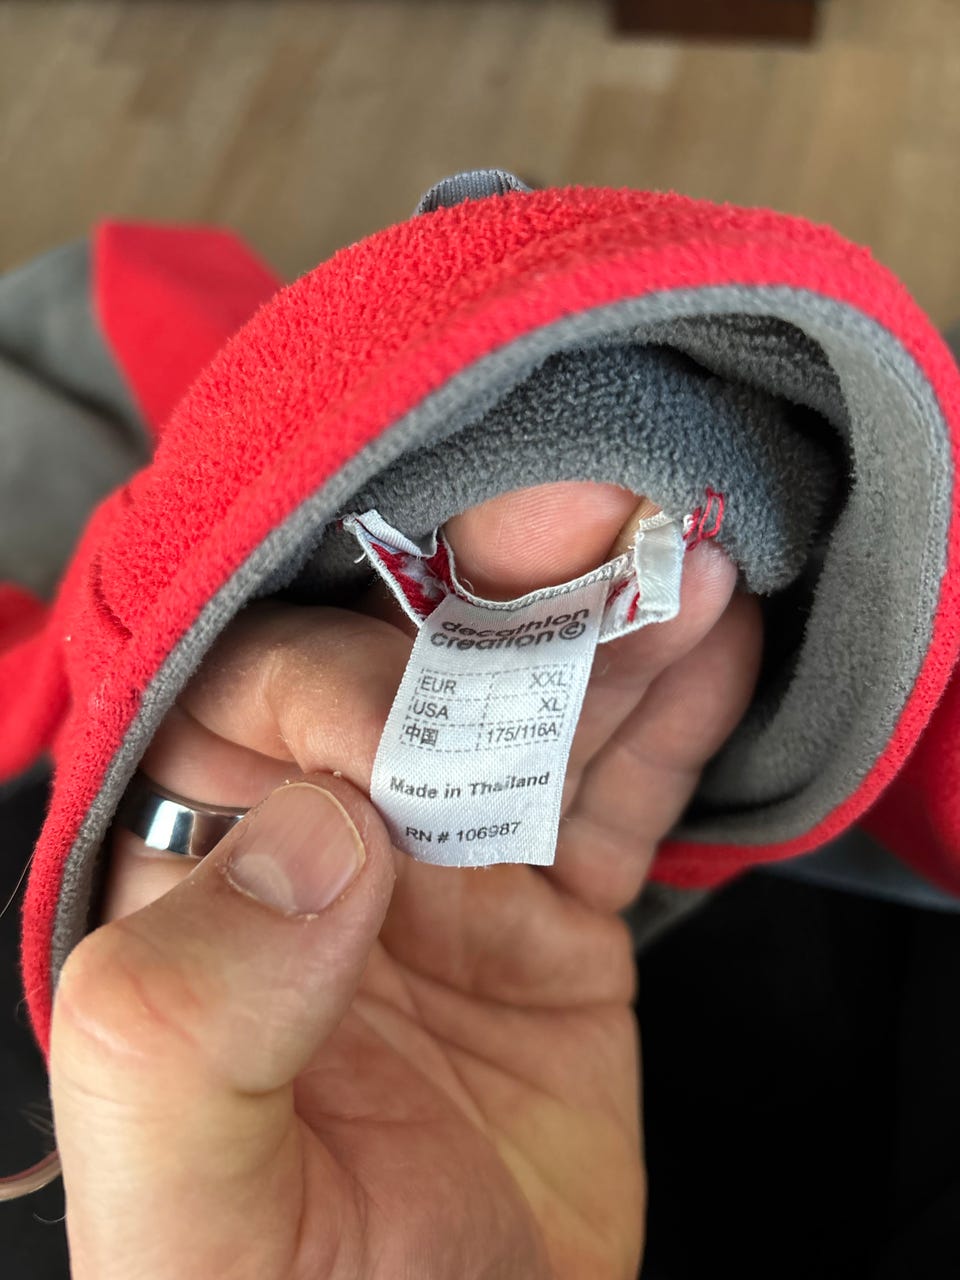 decathlon
creation ©
EUR XXL
USA XL
中国 175/116A
Made in Thailand
RN # 106987